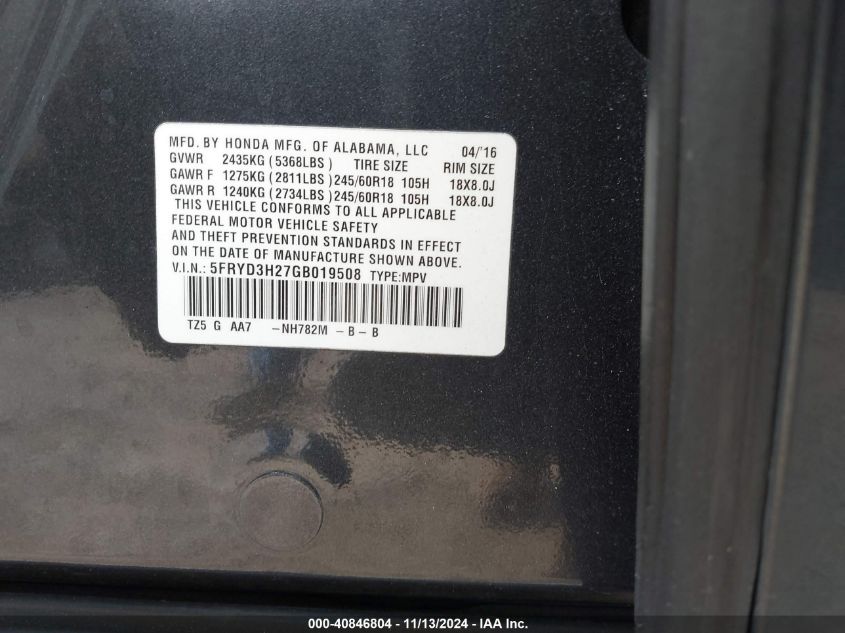 MFD. BY HONDA MFG. OF ALABAMA, LLC 04/'16
GVWR 2435KG (5368LBS) TIRE SIZE RIM SIZE
GAWR F 1275KG (2811LBS) 245/60R18 105H 18X8.0J
GAWR R 1240KG (2734LBS) 245/60R18 105H 18X8.0J
THIS VEHICLE CONFORMS TO ALL APPLICABLE
FEDERAL MOTOR VEHICLE SAFETY
AND THEFT PREVENTION STANDARDS IN EFFECT
ON THE DATE OF MANUFACTURE SHOWN ABOVE.
V.I.N.: 5FRYD3H27GB019508 TYPE:MPV
TZ5 G AA7 -NH782M -B-B
000-40846804 - 11/13/2024 - Copyright © 2024 IAA, Inc.